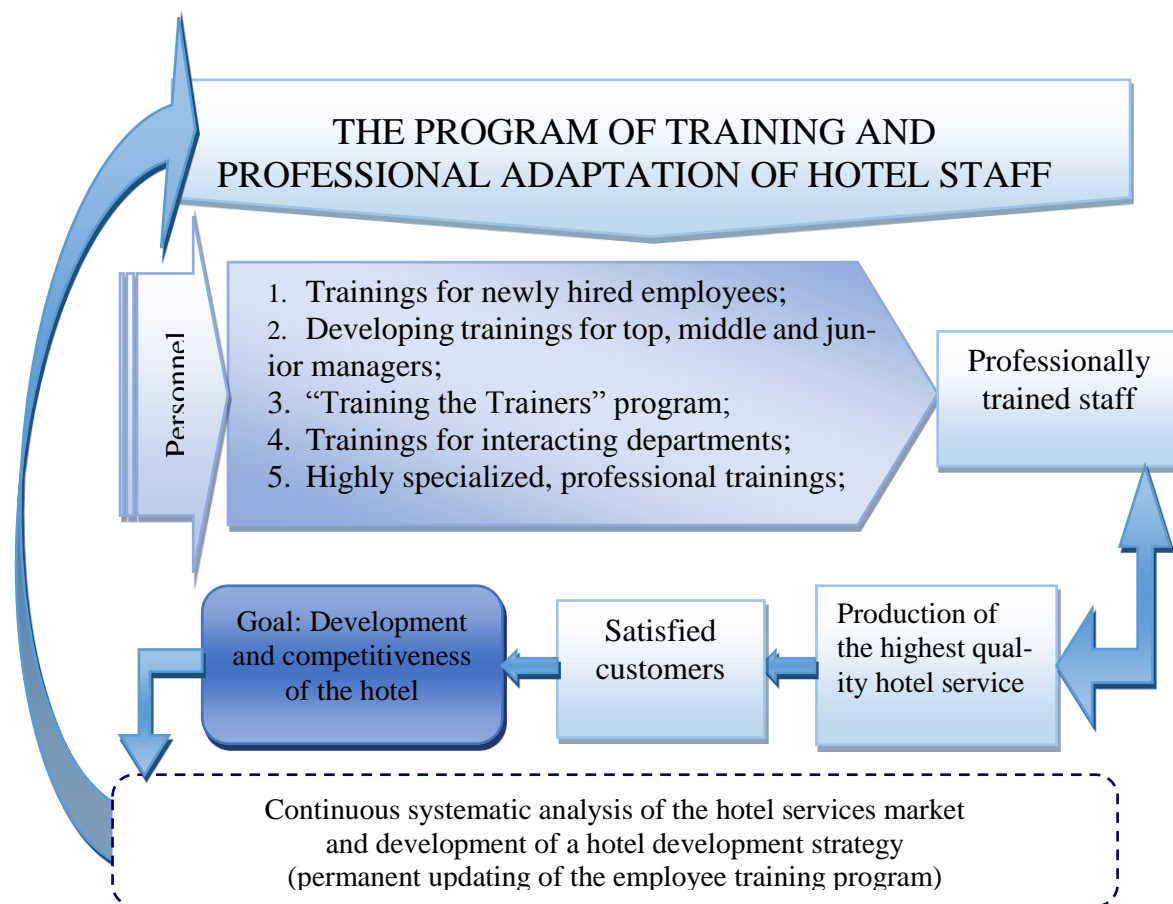 THE PROGRAM OF TRAINING AND
PROFESSIONAL ADAPTATION OF HOTEL STAFF
Personnel
1. Trainings for newly hired employees;
2. Developing trainings for top, middle and jun-
ior managers;
3. “Training the Trainers” program;
4. Trainings for interacting departments;
5. Highly specialized, professional trainings;
Professionally
trained staff
Production of
the highest qual-
ity hotel service
Satisfied
customers
Goal: Development
and competitiveness
of the hotel
Continuous systematic analysis of the hotel services market
and development of a hotel development strategy
(permanent updating of the employee training program)